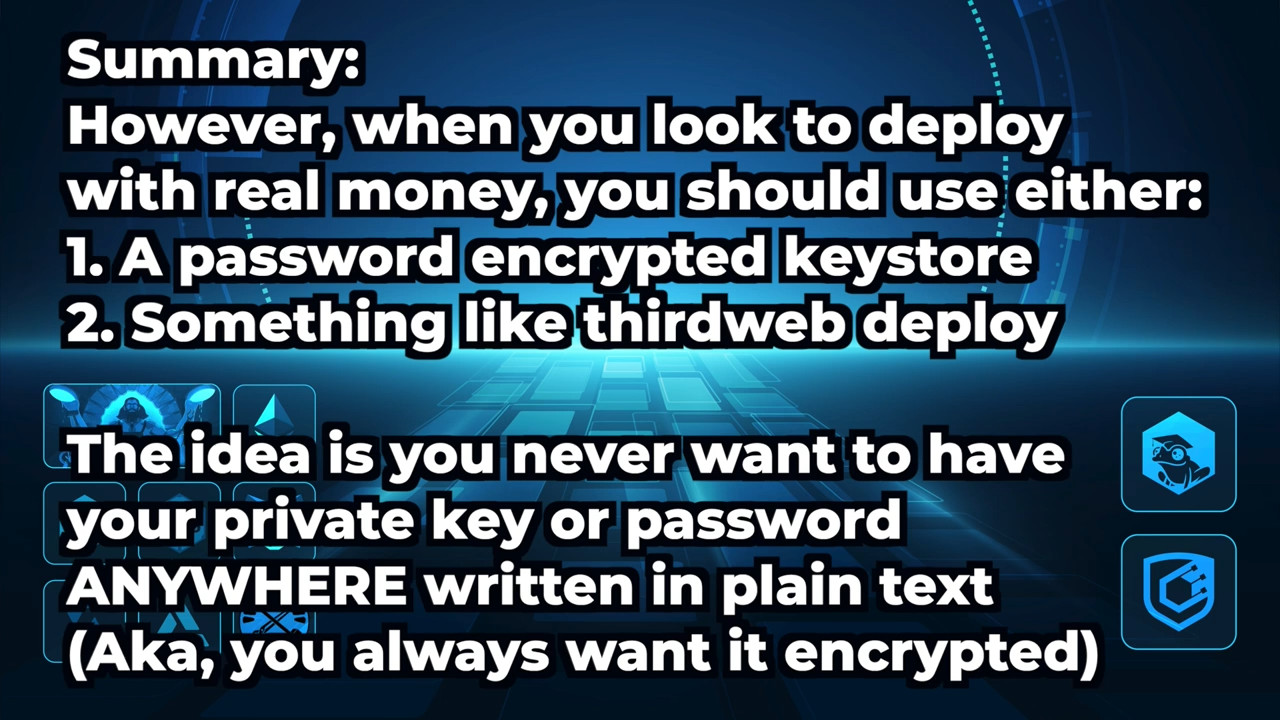 Summary:
However, when you look to deploy
with real money, you should use either:
1. A password encrypted keystore
2. Something like thirdweb deploy
The idea is you never want to have
your private key or password
ANYWHERE written in plain text
(Aka, you always want it encrypted)